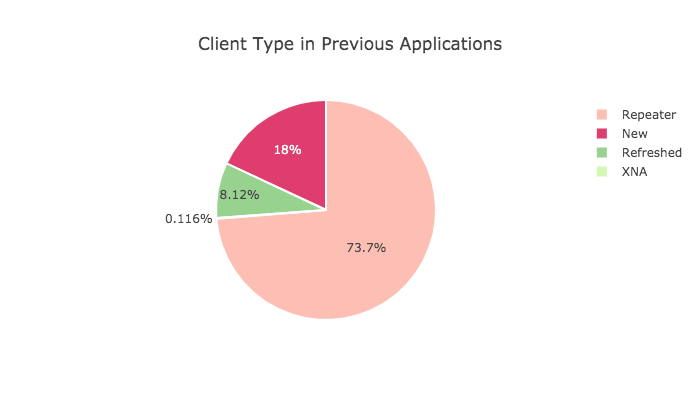 Client Type in Previous Applications
Repeater
New
Refreshed
XNA
18%
8.12%
0.116%
73.7%